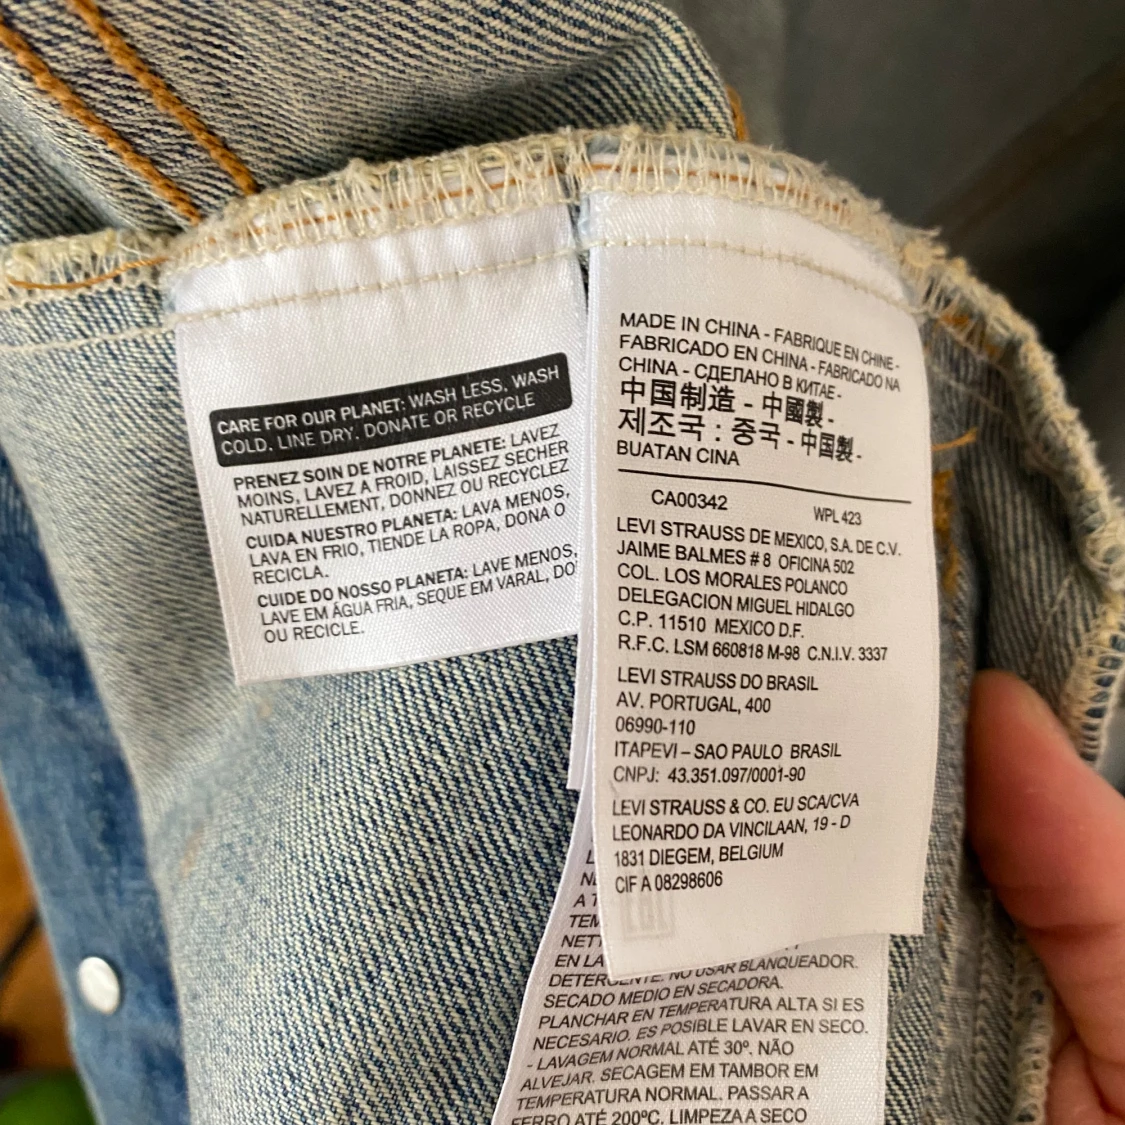 CARE FOR OUR PLANET: WASH LESS. WASH
COLD. LINE DRY. DONATE OR RECYCLE
PRENEZ SOIN DE NOTRE PLANETE: LAVEZ
MOINS, LAVEZ A FROID, LAISSEZ SECHER
NATURELLEMENT, DONNEZ OU RECYCLEZ
CUIDA NUESTRO PLANETA: LAVA MENOS,
LAVA EN FRIO, TIENDE LA ROPA, DONA O
RECICLA.
CUIDE DO NOSSO PLANETA: LAVE MENOS,
LAVE EM ÁGUA FRIA, SEQUE EM VARAL,
OU RECICLE.
MADE IN CHINA - FABRIQUE EN CHINE -
FABRICADO EN CHINA - FABRICADO NA
CHINA - СДЕЛАНО В КИТАЕ -
中国制造 - 中國製 -
제조국 : 중국 - 中国製 -
BUATAN CINA
CA00342 WPL 423
LEVI STRAUSS DE MEXICO, S.A. DE C.V.
JAIME BALMES # 8 OFICINA 502
COL. LOS MORALES POLANCO
DELEGACION MIGUEL HIDALGO
C.P. 11510 MEXICO D.F.
R.F.C. LSM 660818 M-98 C.N.I.V. 3337
LEVI STRAUSS DO BRASIL
AV. PORTUGAL, 400
06990-110
ITAPEVI – SAO PAULO BRASIL
CNPJ: 43.351.097/0001-90
LEVI STRAUSS & CO. EU SCA/CVA
LEONARDO DA VINCILAAN, 19 - D
1831 DIEGEM, BELGIUM
CIF A 08298606
EN LA
DETERGENTE. NO USAR BLANQUEADOR.
SECADO MEDIO EN SECADORA.
PLANCHAR EN TEMPERATURA ALTA SI ES
NECESARIO. ES POSIBLE LAVAR EN SECO.
- LAVAGEM NORMAL ATÉ 30º. NÃO
ALVEJAR. SECAGEM EM TAMBOR EM
TEMPERATURA NORMAL. PASSAR A
FERRO ATÉ 200ºC. LIMPEZA A SECO